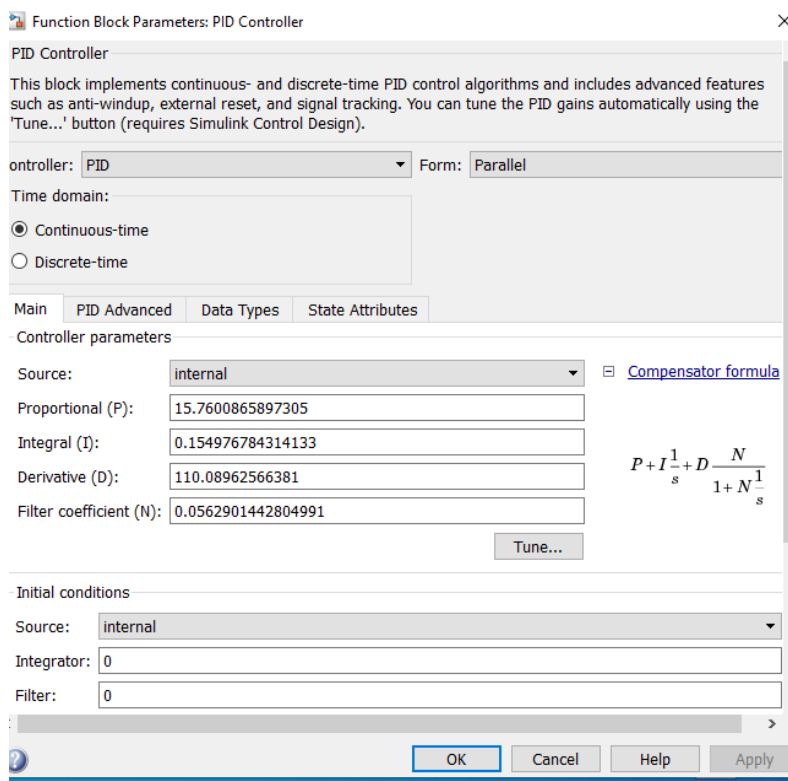 Function Block Parameters: PID Controller
PID Controller
This block implements continuous- and discrete-time PID control algorithms and includes advanced features
such as anti-windup, external reset, and signal tracking. You can tune the PID gains automatically using the
'Tune...' button (requires Simulink Control Design).
ontroller: PID Form: Parallel
Time domain:
Continuous-time
Discrete-time
Main PID Advanced Data Types State Attributes
Controller parameters
Source: internal Compensator formula
Proportional (P): 15.7600865897305
Integral (I): 0.154976784314133
Derivative (D): 110.08962566381
Filter coefficient (N): 0.0562901442804991
P+I 1/s + D N/(1+N 1/s)
Tune...
Initial conditions
Source: internal
Integrator: 0
Filter: 0
OK Cancel Help Apply